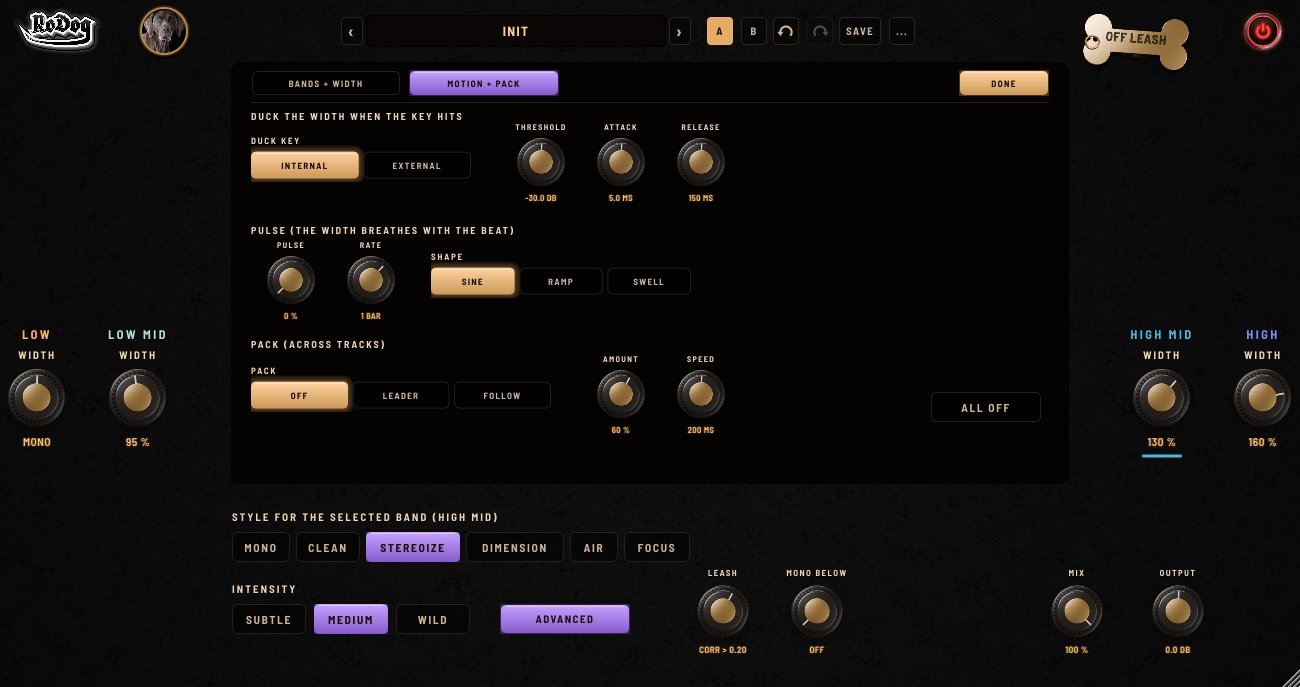 RoDog
‹
INIT
›
A
B
SAVE
...
OFF LEASH
BANDS + WIDTH
MOTION + PACK
DONE
DUCK THE WIDTH WHEN THE KEY HITS
DUCK KEY
INTERNAL
EXTERNAL
THRESHOLD
ATTACK
RELEASE
-30.0 DB
5.0 MS
150 MS
PULSE (THE WIDTH BREATHES WITH THE BEAT)
PULSE
RATE
SHAPE
SINE
RAMP
SWELL
0 %
1 BAR
PACK (ACROSS TRACKS)
PACK
OFF
LEADER
FOLLOW
AMOUNT
SPEED
60 %
200 MS
ALL OFF
LOW
WIDTH
MONO
LOW MID
WIDTH
95 %
HIGH MID
WIDTH
130 %
HIGH
WIDTH
160 %
STYLE FOR THE SELECTED BAND (HIGH MID)
MONO
CLEAN
STEREOIZE
DIMENSION
AIR
FOCUS
INTENSITY
SUBTLE
MEDIUM
WILD
ADVANCED
LEASH
CORR > 0.20
MONO BELOW
OFF
MIX
100 %
OUTPUT
0.0 DB